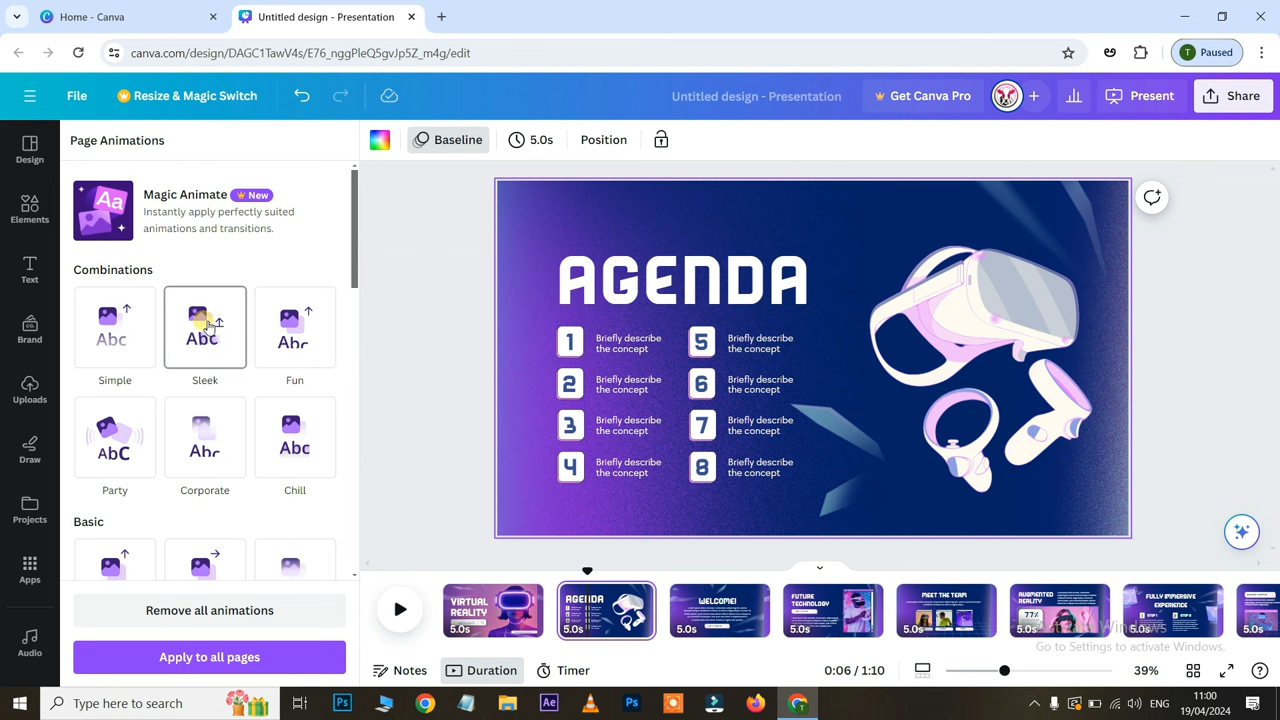 Home - Canva
Untitled design - Presentation
canva.com/design/DAGC1TawV4s/E76_nggPleQ5gvJp5Z_m4g/edit
T Paused
File
Resize & Magic Switch
Untitled design - Presentation
Get Canva Pro
Present
Share
Design
Elements
Text
Brand
Uploads
Draw
Projects
Apps
Audio
Page Animations
Magic Animate New
Instantly apply perfectly suited
animations and transitions.
Combinations
Abc
Abc
Abc
Simple
Sleek
Fun
AbC
Abc
Abc
Party
Corporate
Chill
Basic
Remove all animations
Apply to all pages
Baseline
5.0s
Position
AGENDA
1 Briefly describe
the concept
2 Briefly describe
the concept
3 Briefly describe
the concept
4 Briefly describe
the concept
5 Briefly describe
the concept
6 Briefly describe
the concept
7 Briefly describe
the concept
8 Briefly describe
the concept
VIRTUAL
REALITY
5.0s
AGENDA
5.0s
WELCOME!
5.0s
FUTURE
TECHNOLOGY
5.0s
MEET THE TEAM
5.0s
AUGMENTED
REALITY
77%
5.0s
FULLY IMMERSIVE
EXPERIENCE
5.0s
5.0s
Activate Windows
Go to Settings to activate Windows.
Notes
Duration
Timer
0:06 / 1:10
39%
Type here to search
ENG
11:00
19/04/2024